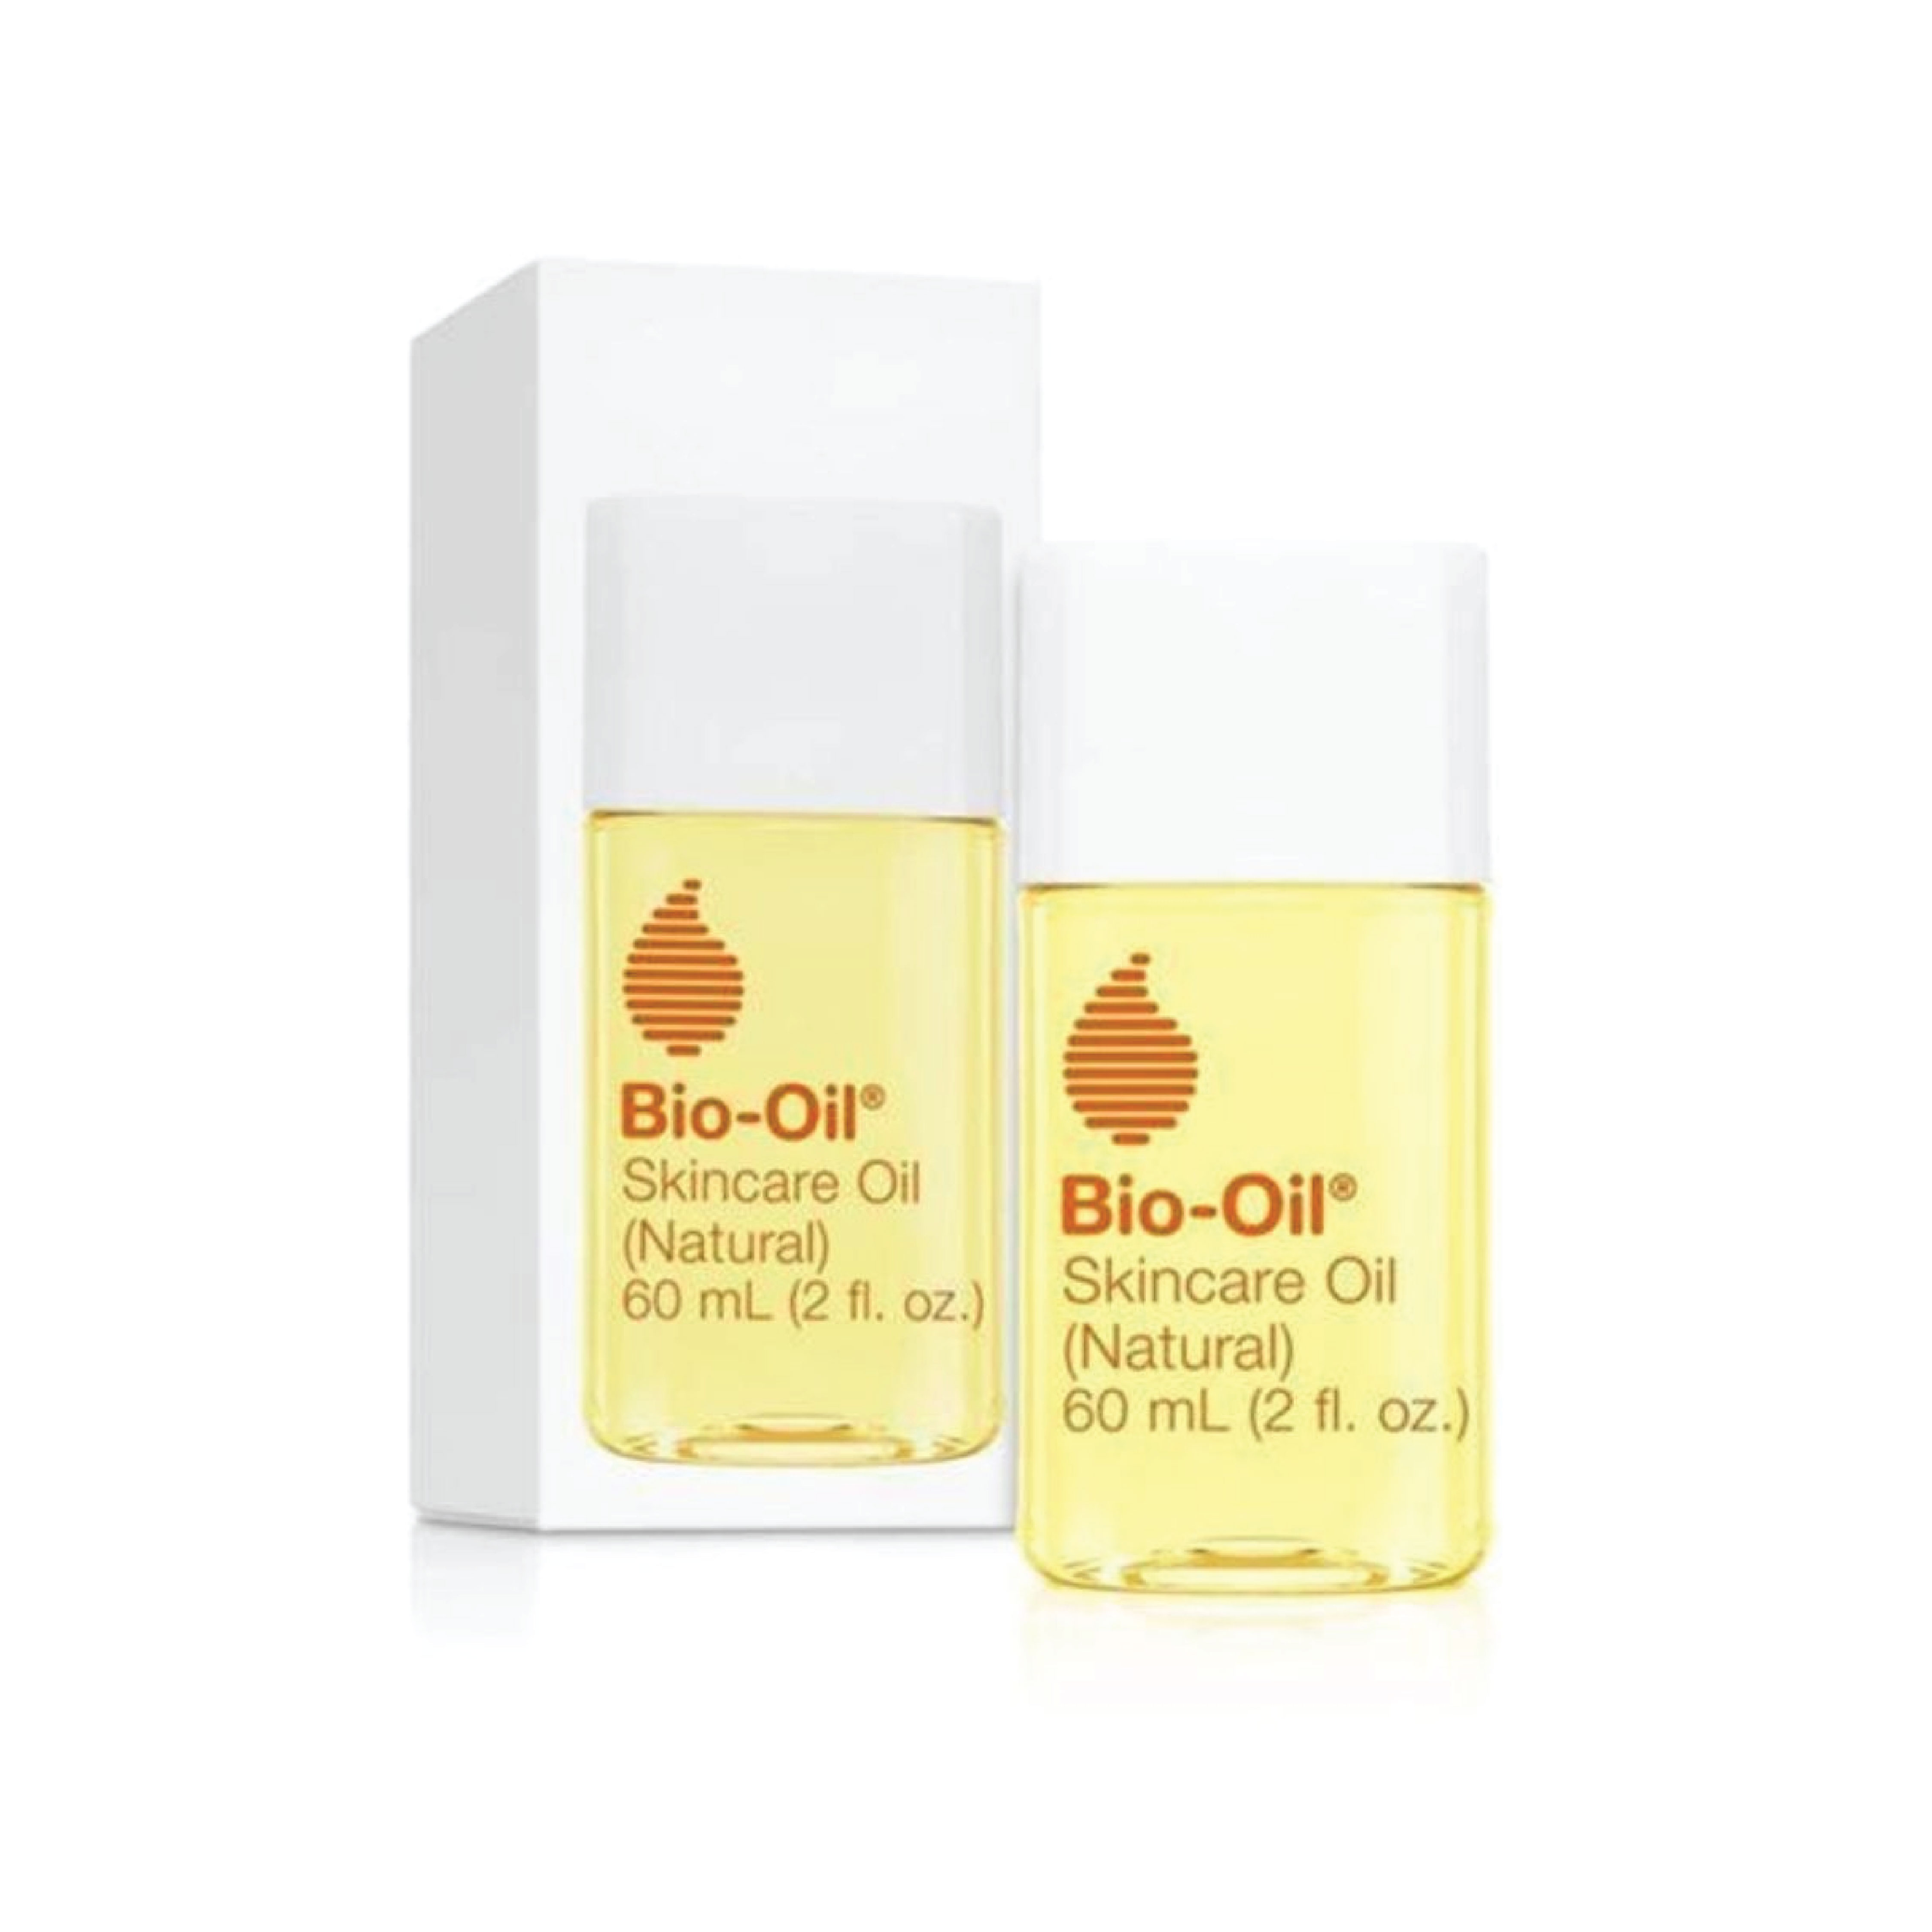 Bio-Oil®
Skincare Oil
(Natural)
60 mL (2 fl. oz.)
Bio-Oil®
Skincare Oil
(Natural)
60 mL (2 fl. oz.)